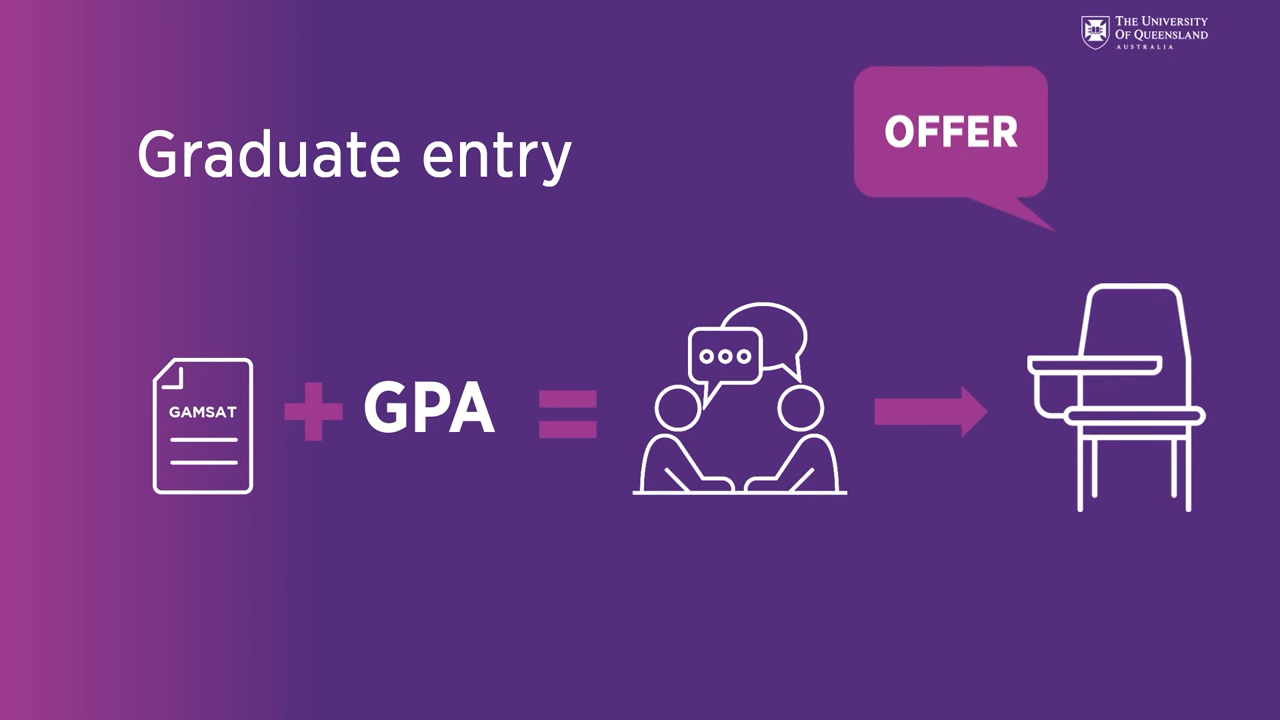 THE UNIVERSITY
OF QUEENSLAND
AUSTRALIA
OFFER
Graduate entry
GAMSAT
GPA